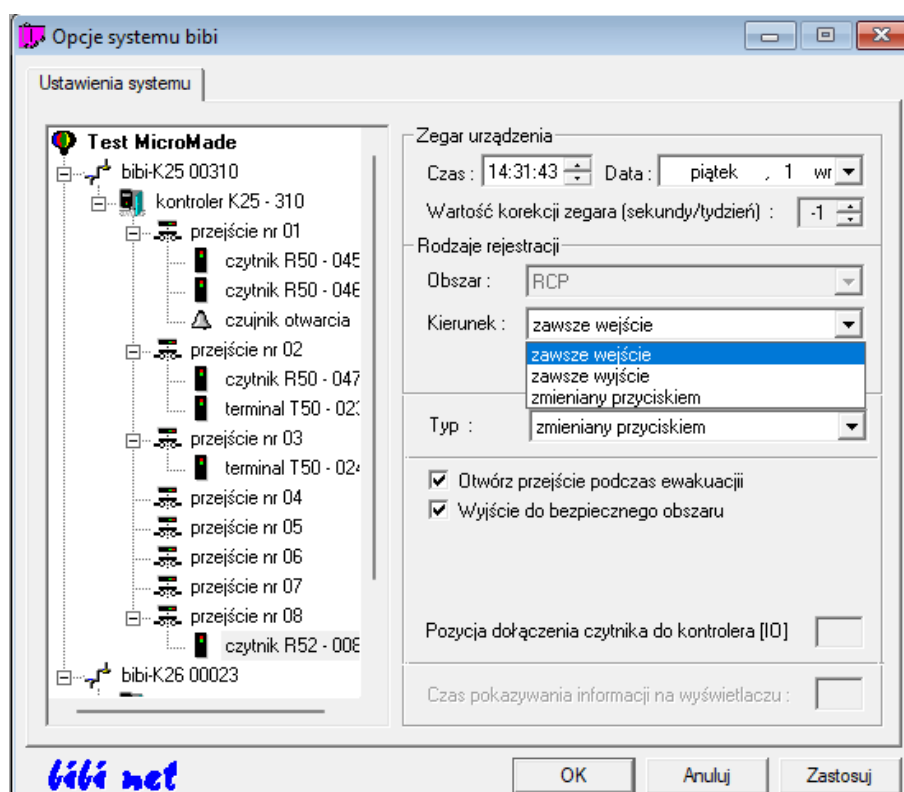 Opcje systemu bibi
Ustawienia systemu
Test MicroMade
bibi-K25 00310
kontroler K25 - 310
przejście nr 01
czytnik R50 - 045
czytnik R50 - 046
czujnik otwarcia
przejście nr 02
czytnik R50 - 047
terminal T50 - 023
przejście nr 03
terminal T50 - 024
przejście nr 04
przejście nr 05
przejście nr 06
przejście nr 07
przejście nr 08
czytnik R52 - 008
bibi-K26 00023
Zegar urządzenia
Czas : 14:31:43 Data : piątek , 1 wr
Wartość korekcji zegara (sekundy/tydzień) : -1
Rodzaje rejestracji
Obszar : RCP
Kierunek : zawsze wejście
zawsze wejście
zawsze wyjście
zmieniany przyciskiem
Typ : zmieniany przyciskiem
Otwórz przejście podczas ewakuacji
Wyjście do bezpiecznego obszaru
Pozycja dołączenia czytnika do kontrolera [IO]
Czas pokazywania informacji na wyświetlaczu :
bibi net
OK Anuluj Zastosuj